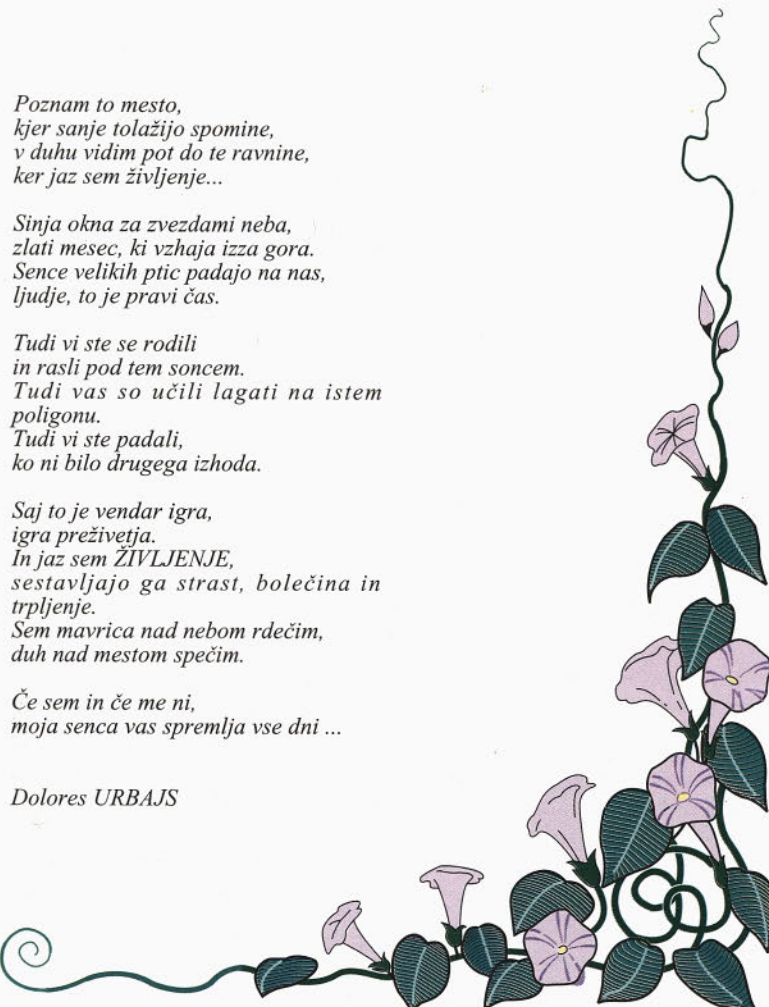 Poznam to mesto,
kjer sanje tolažijo spomine,
v duhu vidim pot do te ravnine,
ker jaz sem življenje...
Sinja okna za zvezdami neba,
zlati mesec, ki vzhaja izza gora.
Sence velikih ptic padajo na nas,
ljudje, to je pravi čas.
Tudi vi ste se rodili
in rasli pod tem soncem.
Tudi vas so učili lagati na istem
poligonu.
Tudi vi ste padali,
ko ni bilo drugega izhoda.
Saj to je vendar igra,
igra preživetja.
In jaz sem ŽIVLJENJE,
sestavljajo ga strast, bolečina in
trpljenje.
Sem mavrica nad nebom rdečim,
duh nad mestom spečim.
Če sem in če me ni,
moja senca vas spremlja vse dni ...
Dolores URBAJS